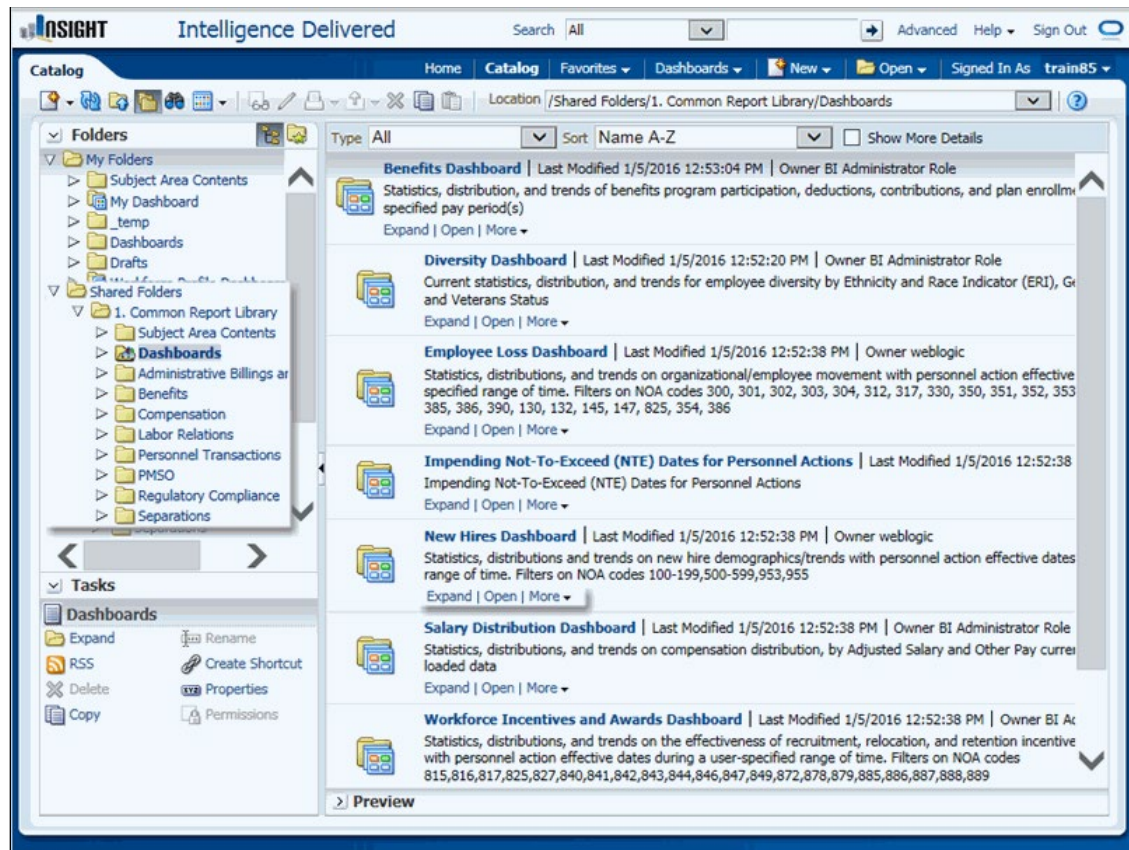 INSIGHT Intelligence Delivered Search All Advanced Help Sign Out
Catalog Home Catalog Favorites Dashboards New Open Signed In As train85
Location /Shared Folders/1. Common Report Library/Dashboards
Folders
My Folders
Subject Area Contents
My Dashboard
_temp
Dashboards
Drafts
Shared Folders
1. Common Report Library
Subject Area Contents
Dashboards
Administrative Billings ar
Benefits
Compensation
Labor Relations
Personnel Transactions
PMSO
Regulatory Compliance
Separations
Tasks
Dashboards
Expand Rename
RSS Create Shortcut
Delete Properties
Copy Permissions
Type All Sort Name A-Z Show More Details
Benefits Dashboard | Last Modified 1/5/2016 12:53:04 PM | Owner BI Administrator Role
Statistics, distribution, and trends of benefits program participation, deductions, contributions, and plan enrollme
specified pay period(s)
Expand | Open | More
Diversity Dashboard | Last Modified 1/5/2016 12:52:20 PM | Owner BI Administrator Role
Current statistics, distribution, and trends for employee diversity by Ethnicity and Race Indicator (ERI), Ge
and Veterans Status
Expand | Open | More
Employee Loss Dashboard | Last Modified 1/5/2016 12:52:38 PM | Owner weblogic
Statistics, distributions, and trends on organizational/employee movement with personnel action effective
specified range of time. Filters on NOA codes 300, 301, 302, 303, 304, 312, 317, 330, 350, 351, 352, 353
385, 386, 390, 130, 132, 145, 147, 825, 354, 386
Expand | Open | More
Impending Not-To-Exceed (NTE) Dates for Personnel Actions | Last Modified 1/5/2016 12:52:38
Impending Not-To-Exceed (NTE) Dates for Personnel Actions
Expand | Open | More
New Hires Dashboard | Last Modified 1/5/2016 12:52:38 PM | Owner weblogic
Statistics, distributions and trends on new hire demographics/trends with personnel action effective dates
range of time. Filters on NOA codes 100-199,500-599,953,955
Expand | Open | More
Salary Distribution Dashboard | Last Modified 1/5/2016 12:52:38 PM | Owner BI Administrator Role
Statistics, distributions, and trends on compensation distribution, by Adjusted Salary and Other Pay curre
loaded data
Expand | Open | More
Workforce Incentives and Awards Dashboard | Last Modified 1/5/2016 12:52:38 PM | Owner BI Ad
Statistics, distributions, and trends on the effectiveness of recruitment, relocation, and retention incentive
with personnel action effective dates during a user-specified range of time. Filters on NOA codes
815,816,817,825,827,840,841,842,843,844,846,847,849,872,878,879,885,886,887,888,889
Preview